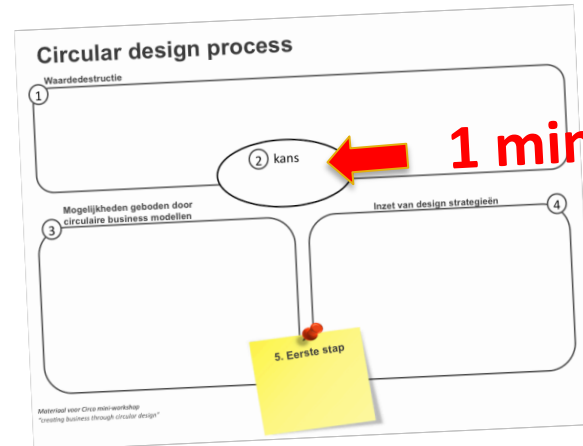 Circular design process
1
Waardedestructie
2 kans
1 min
3
Mogelijkheden geboden door
circulaire business modellen
Inzet van design strategieën
4
5. Eerste stap
Materiaal voor Circo mini-workshop
"creating business through circular design"